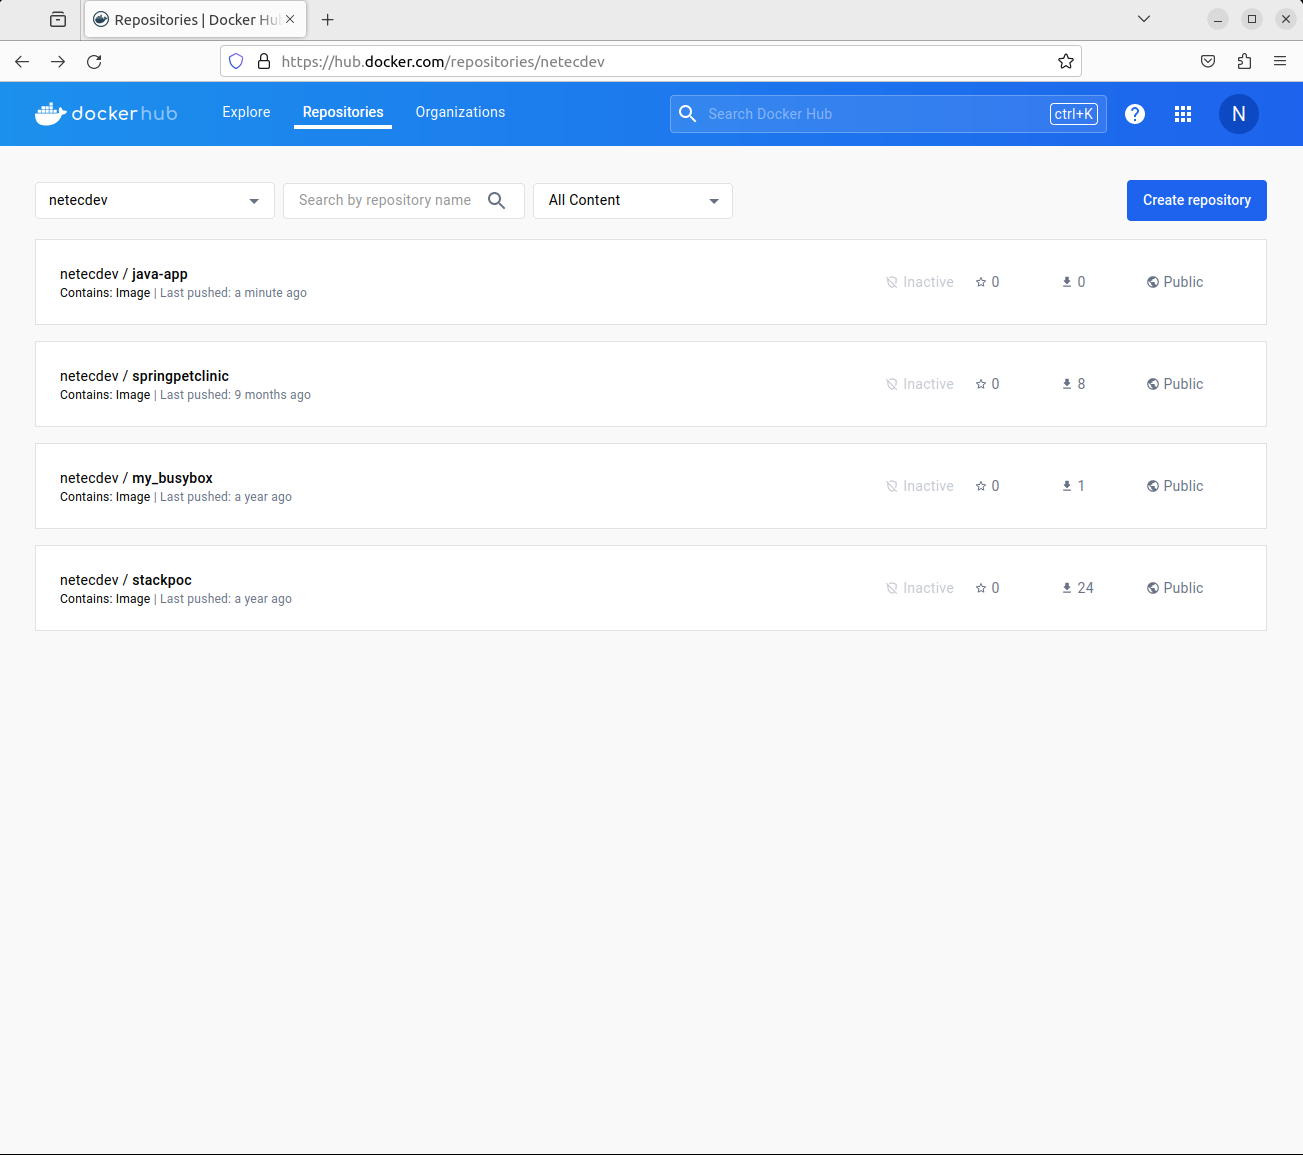 Repositories | Docker Hu
https://hub.docker.com/repositories/netecdev
docker hub
Explore
Repositories
Organizations
Search Docker Hub
ctrl+K
?
N
netecdev
Search by repository name
All Content
Create repository
netecdev / java-app
Contains: Image | Last pushed: a minute ago
Inactive
0
0
Public
netecdev / springpetclinic
Contains: Image | Last pushed: 9 months ago
Inactive
0
8
Public
netecdev / my_busybox
Contains: Image | Last pushed: a year ago
Inactive
0
1
Public
netecdev / stackpoc
Contains: Image | Last pushed: a year ago
Inactive
0
24
Public